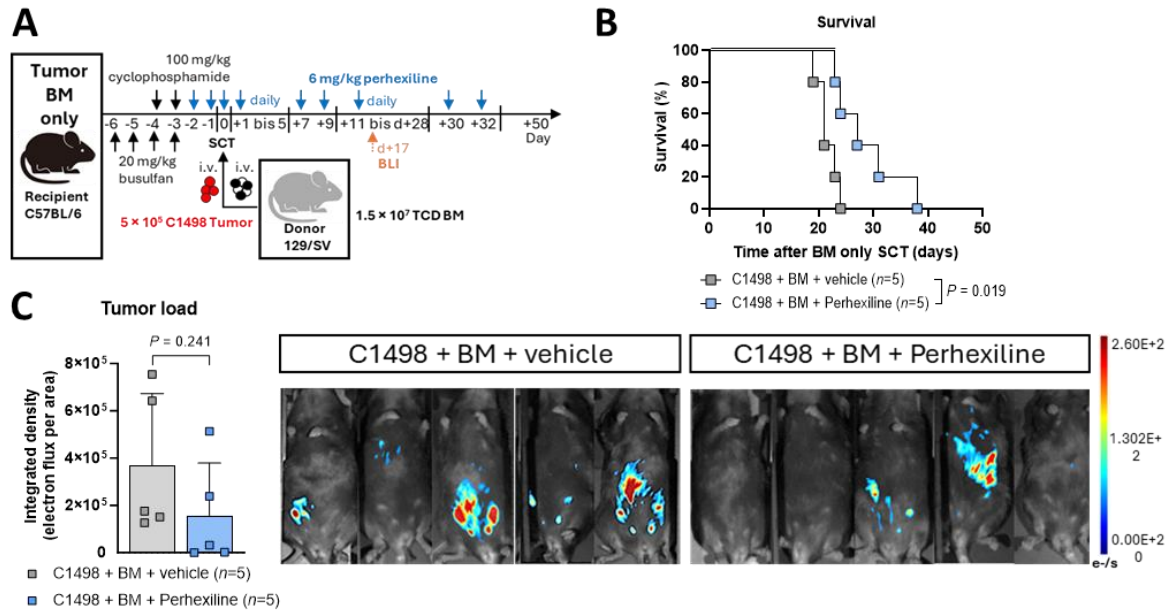 A
Tumor
BM
only
Recipient
C57BL/6
100 mg/kg
cyclophosphamide
6 mg/kg perhexiline
daily
daily
-6 -5 -4 -3 -2 -1 0 +1 bis 5 +7 +9 +11 bis d+28 +30 +32 +50
Day
20 mg/kg
busulfan
SCT
i.v.
i.v.
d+17
BLI
5 × 10⁵ C1498 Tumor
Donor
129/SV
1.5 × 10⁷ TCD BM
B
Survival
Survival (%)
100
80
60
40
20
0
0 10 20 30 40 50
Time after BM only SCT (days)
C1498 + BM + vehicle (n=5)
C1498 + BM + Perhexiline (n=5)
P = 0.019
C
Tumor load
P = 0.241
Integrated density
(electron flux per area)
8×10⁵
6×10⁵
4×10⁵
2×10⁵
0
C1498 + BM + vehicle (n=5)
C1498 + BM + Perhexiline (n=5)
C1498 + BM + vehicle
C1498 + BM + Perhexiline
2.60E+2
1.302E+
2
0.00E+2
0
e-/s